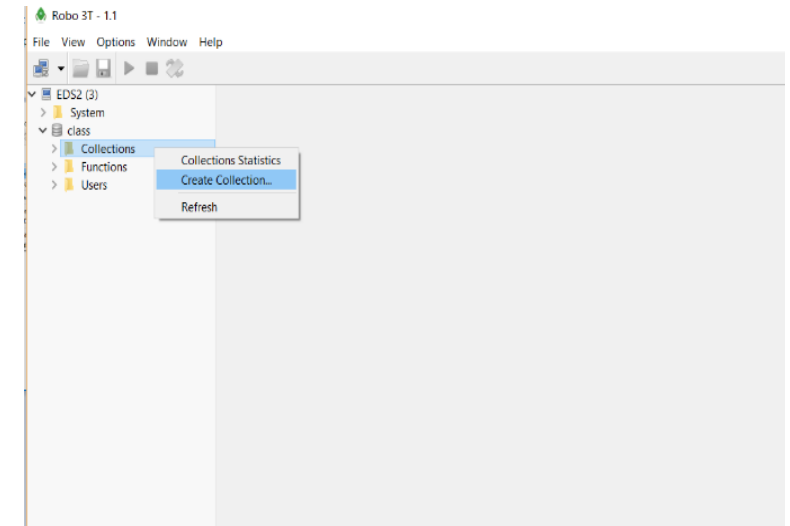 Robo 3T - 1.1
File View Options Window Help
EDS2 (3)
System
class
Collections
Functions
Users
Collections Statistics
Create Collection...
Refresh